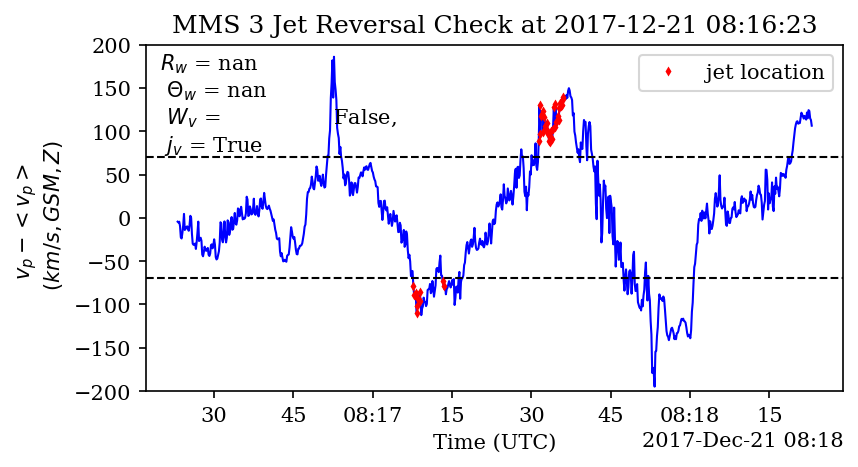 MMS 3 Jet Reversal Check at 2017-12-21 08:16:23
R_w = nan
Θ_w = nan
W_v = False,
j_v = True
jet location
200
150
100
50
0
−50
−100
−150
−200
v_p − < v_p >
(km/s, GSM, Z)
30 45 08:17 15 30 45 08:18 15
Time (UTC)
2017-Dec-21 08:18